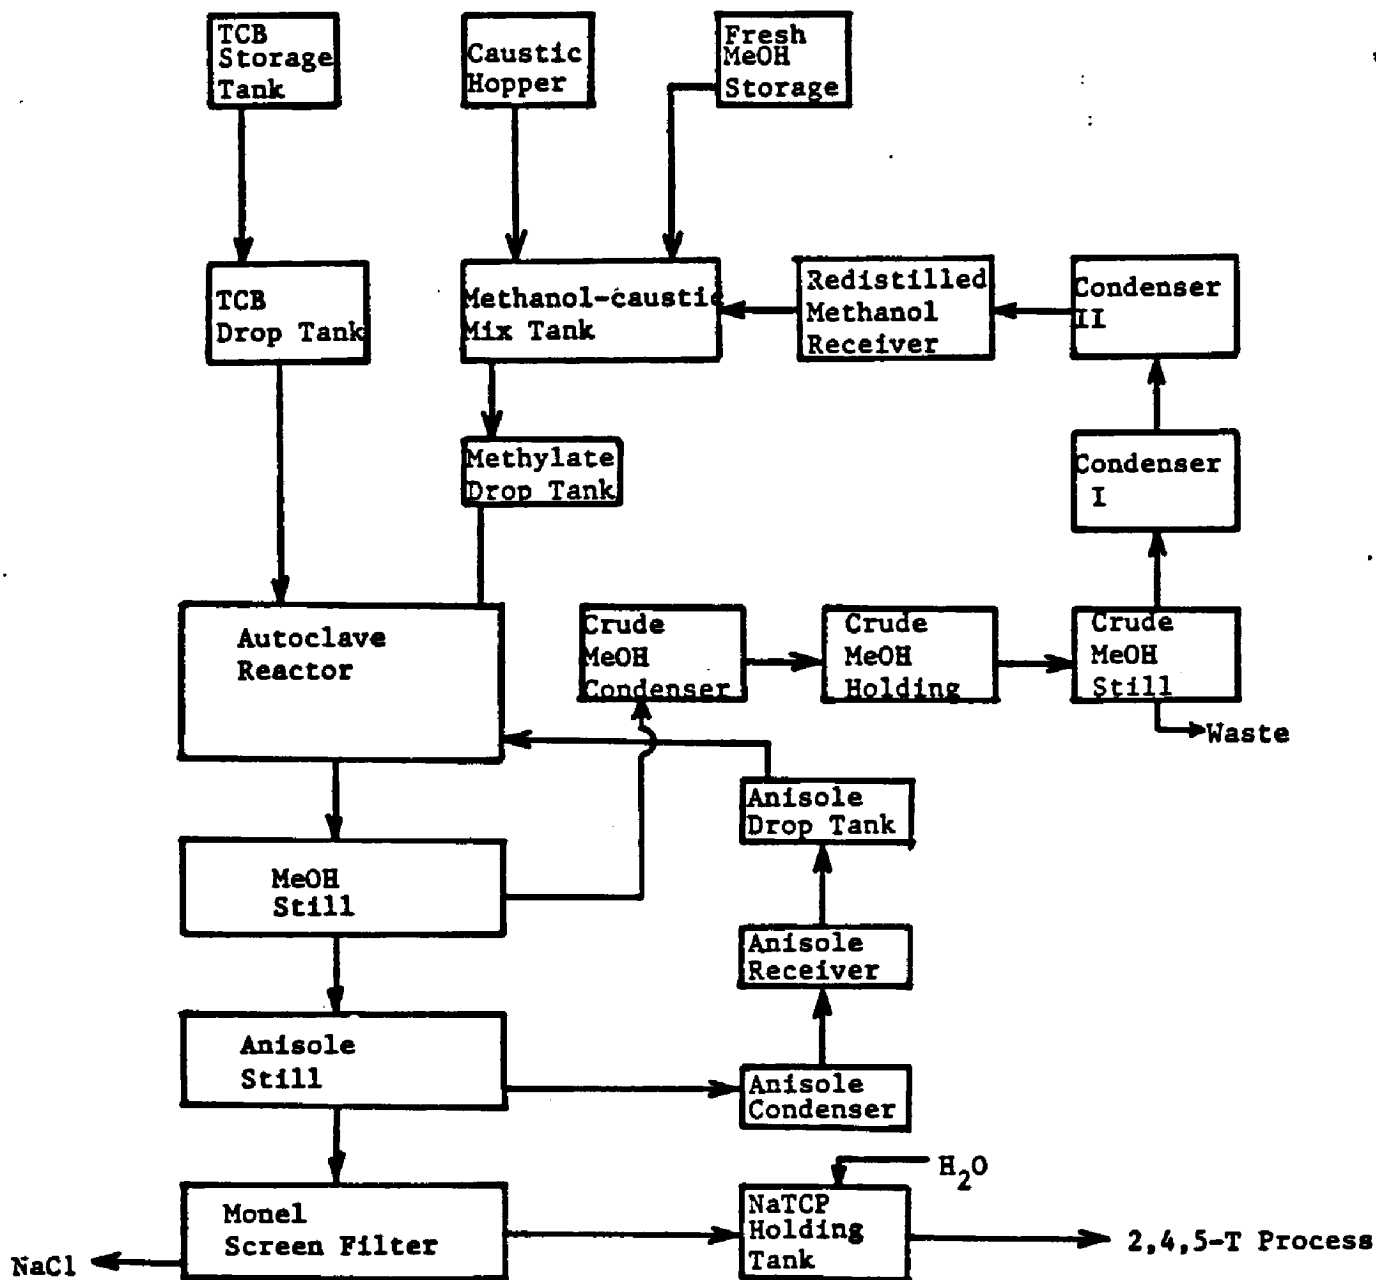 TCB
Storage
Tank
Caustic
Hopper
Fresh
MeOH
Storage
TCB
Drop Tank
Methanol-caustic
Mix Tank
Redistilled
Methanol
Receiver
Condenser
II
Methylate
Drop Tank
Condenser
I
Autoclave
Reactor
Crude
MeOH
Condenser
Crude
MeOH
Holding
Crude
MeOH
Still
Waste
Anisole
Drop Tank
MeOH
Still
Anisole
Receiver
Anisole
Still
Anisole
Condenser
H2O
Monel
Screen Filter
NaTCP
Holding
Tank
2,4,5-T Process
NaCl